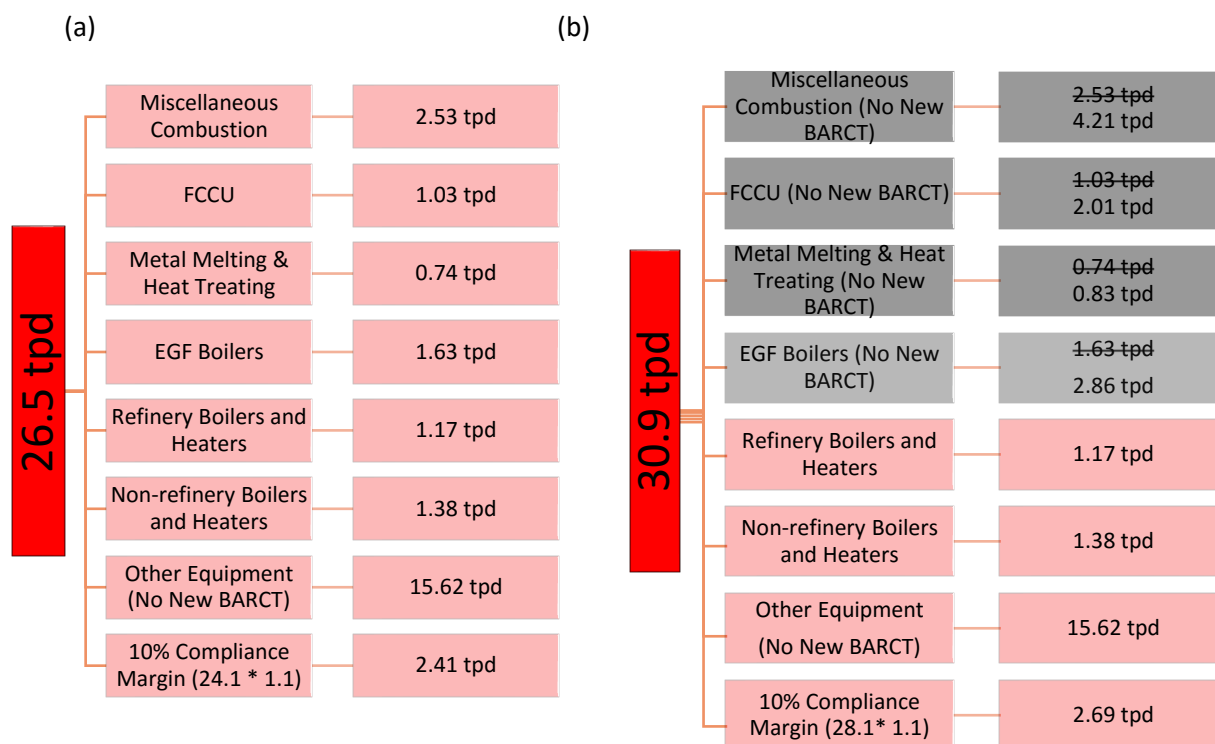 (a)
26.5 tpd
Miscellaneous
Combustion
2.53 tpd
FCCU
1.03 tpd
Metal Melting &
Heat Treating
0.74 tpd
EGF Boilers
1.63 tpd
Refinery Boilers and
Heaters
1.17 tpd
Non-refinery Boilers
and Heaters
1.38 tpd
Other Equipment
(No New BARCT)
15.62 tpd
10% Compliance
Margin (24.1 * 1.1)
2.41 tpd
(b)
30.9 tpd
Miscellaneous
Combustion (No New
BARCT)
2.53 tpd
4.21 tpd
FCCU (No New BARCT)
1.03 tpd
2.01 tpd
Metal Melting & Heat
Treating (No New
BARCT)
0.74 tpd
0.83 tpd
EGF Boilers (No New
BARCT)
1.63 tpd
2.86 tpd
Refinery Boilers and
Heaters
1.17 tpd
Non-refinery Boilers
and Heaters
1.38 tpd
Other Equipment
(No New BARCT)
15.62 tpd
10% Compliance
Margin (28.1* 1.1)
2.69 tpd